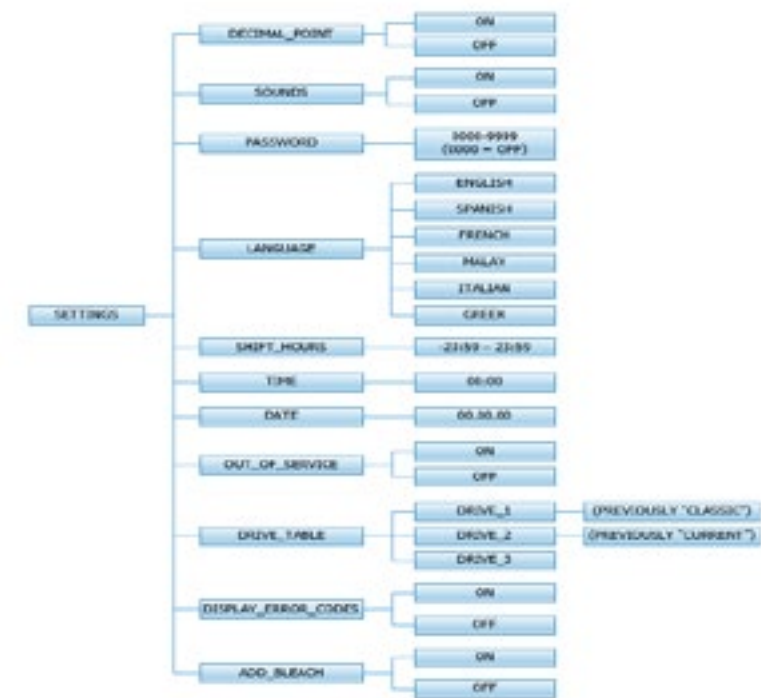 DECIMAL_POINT
ON
OFF
SOUNDS
ON
OFF
PASSWORD
0000-9999
(0000 = OFF)
LANGUAGE
ENGLISH
SPANISH
FRENCH
MALAY
ITALIAN
GREEK
SETTINGS
SHIFT_HOURS
-23:59 - 23:59
TIME
00:00
DATE
00.00.00
OUT_OF_SERVICE
ON
OFF
DRIVE_TABLE
DRIVE_1
(PREVIOUSLY "CLASSIC")
DRIVE_2
(PREVIOUSLY "CURRENT")
DRIVE_3
DISPLAY_ERROR_CODES
ON
OFF
ADD_BLEACH
ON
OFF